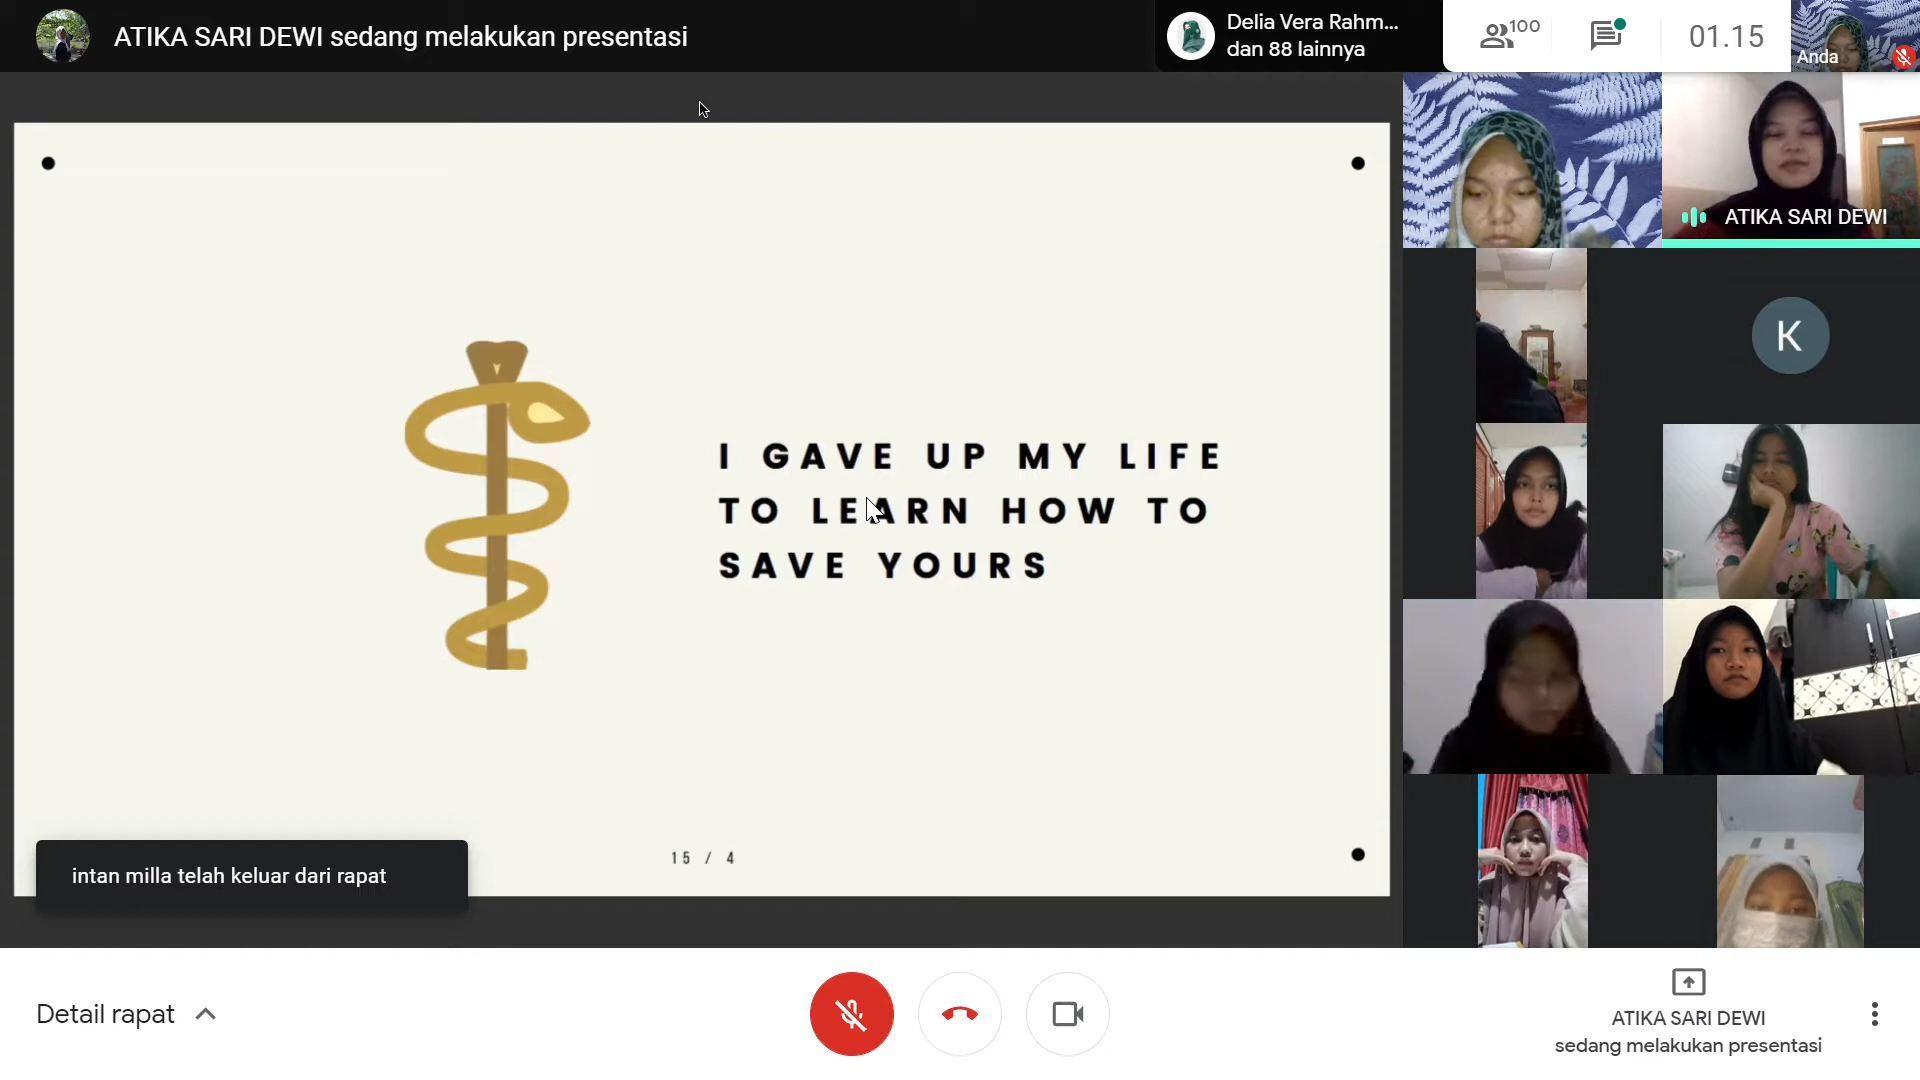 ATIKA SARI DEWI sedang melakukan presentasi
Delia Vera Rahm...
dan 88 lainnya
100
01.15
Anda
ATIKA SARI DEWI
K
I GAVE UP MY LIFE
TO LEARN HOW TO
SAVE YOURS
15 / 4
intan milla telah keluar dari rapat
Detail rapat
ATIKA SARI DEWI
sedang melakukan presentasi